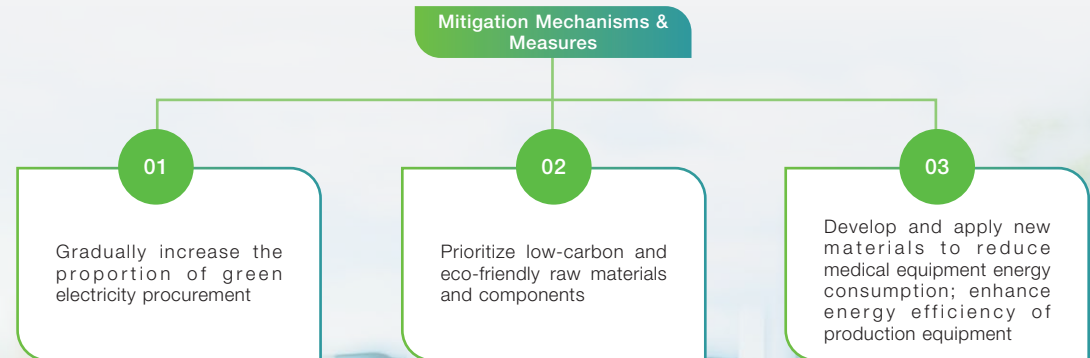 Mitigation Mechanisms &
Measures
01
Gradually increase the
proportion of green
electricity procurement
02
Prioritize low-carbon and
eco-friendly raw materials
and components
03
Develop and apply new
materials to reduce
medical equipment energy
consumption; enhance
energy efficiency of
production equipment